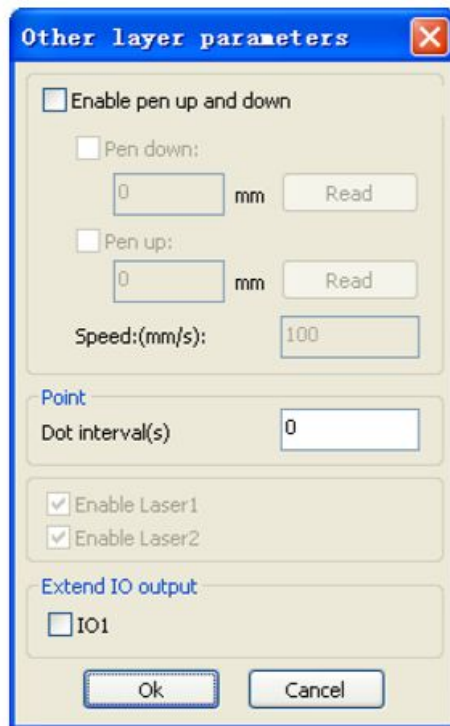 Other layer parameters
Enable pen up and down
Pen down:
0 mm Read
Pen up:
0 mm Read
Speed:(mm/s): 100
Point
Dot interval(s) 0
Enable Laser1
Enable Laser2
Extend IO output
IO1
Ok Cancel